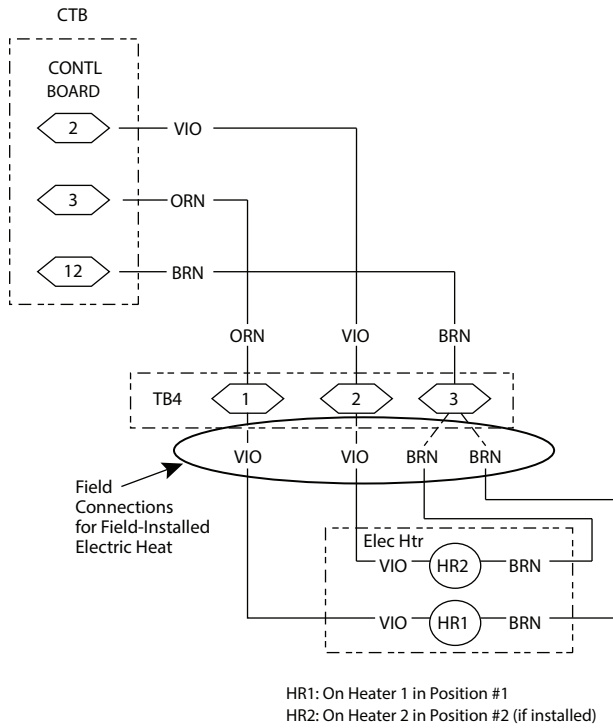 CTB
CONTL
BOARD
2
VIO
3
ORN
12
BRN
ORN VIO BRN
TB4 1 2 3
VIO VIO BRN BRN
Field
Connections
for Field-Installed
Electric Heat
Elec Htr
VIO HR2 BRN
VIO HR1 BRN
HR1: On Heater 1 in Position #1
HR2: On Heater 2 in Position #2 (if installed)